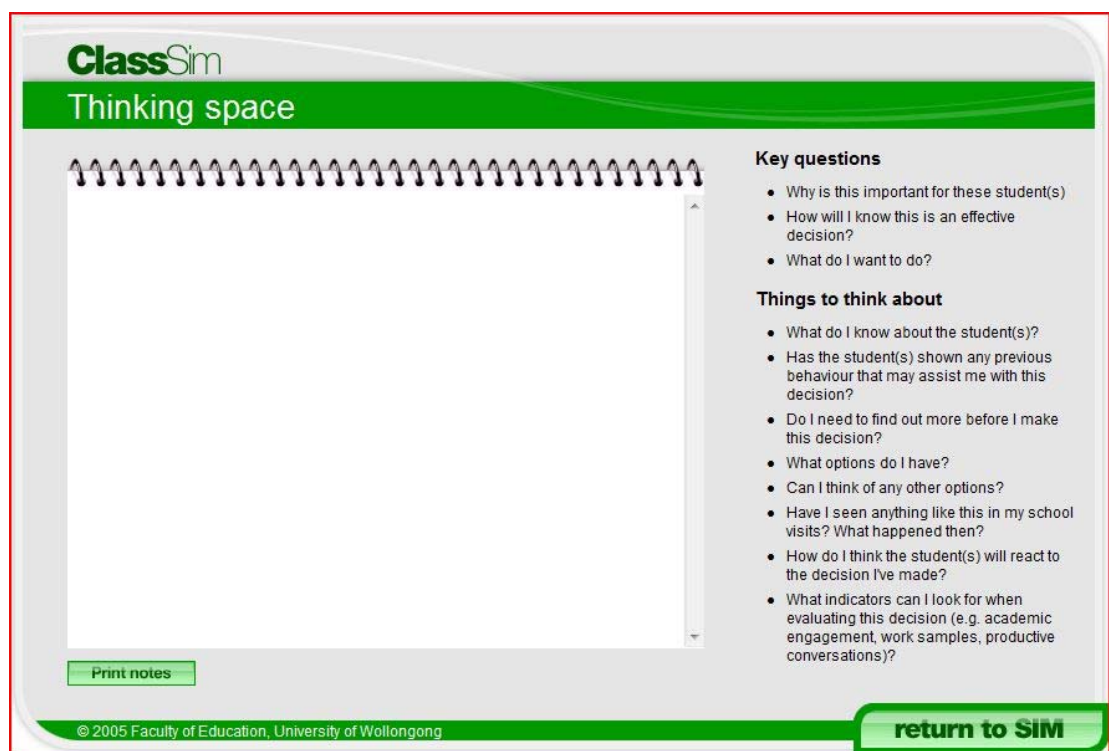 ClassSim
Thinking space
Key questions
• Why is this important for these student(s)
• How will I know this is an effective
decision?
• What do I want to do?
Things to think about
• What do I know about the student(s)?
• Has the student(s) shown any previous
behaviour that may assist me with this
decision?
• Do I need to find out more before I make
this decision?
• What options do I have?
• Can I think of any other options?
• Have I seen anything like this in my school
visits? What happened then?
• How do I think the student(s) will react to
the decision I've made?
• What indicators can I look for when
evaluating this decision (e.g. academic
engagement, work samples, productive
conversations)?
Print notes
© 2005 Faculty of Education, University of Wollongong
return to SIM